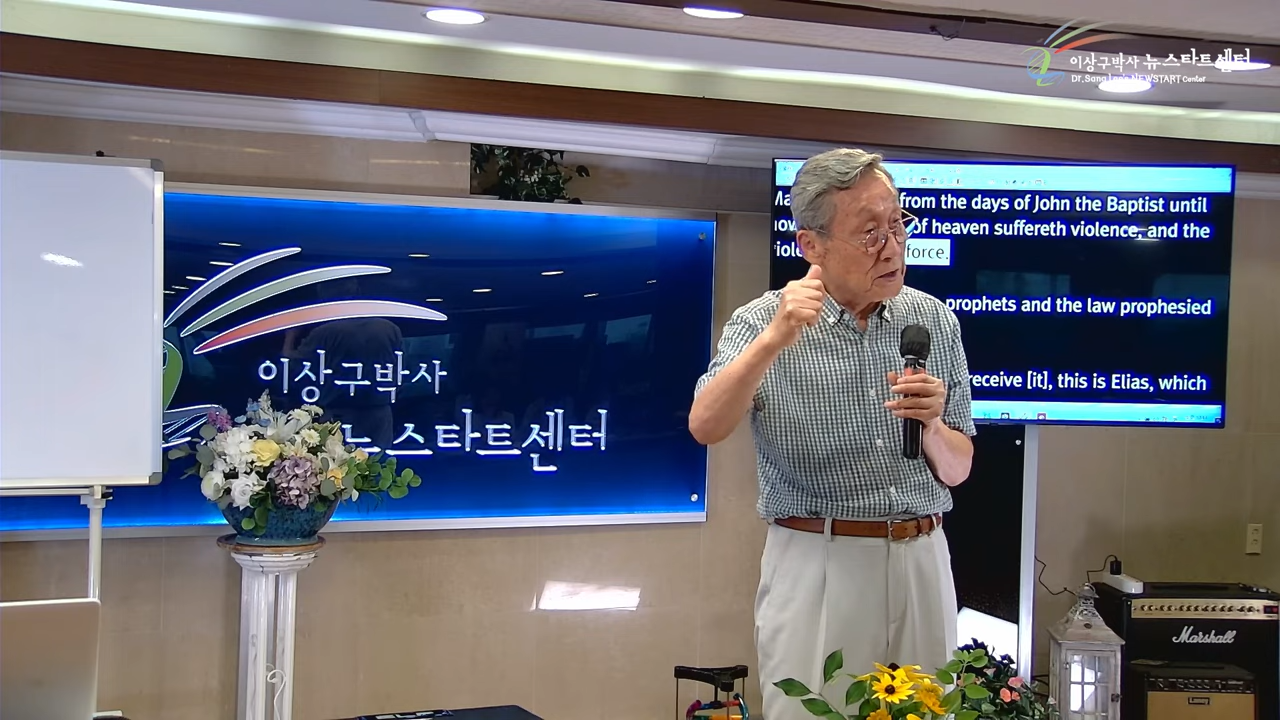 이상구박사 뉴스타트센터
Dr. Sang Lee's NEWSTART Center
from the days of John the Baptist until
of heaven suffereth violence, and the
force.
prophets and the law prophesied
receive [it], this is Elias, which
이상구박사
뉴스타트센터
Marshall
Laney